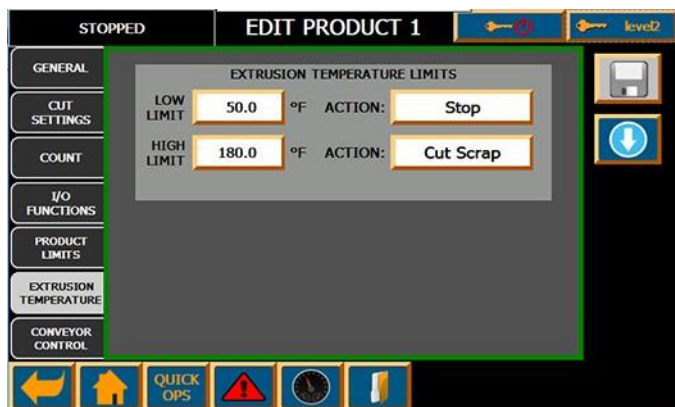 STOPPED
EDIT PRODUCT 1
level2
GENERAL
CUT
SETTINGS
COUNT
I/O
FUNCTIONS
PRODUCT
LIMITS
EXTRUSION
TEMPERATURE
CONVEYOR
CONTROL
EXTRUSION TEMPERATURE LIMITS
LOW
LIMIT
50.0 °F ACTION: Stop
HIGH
LIMIT
180.0 °F ACTION: Cut Scrap
QUICK
OPS